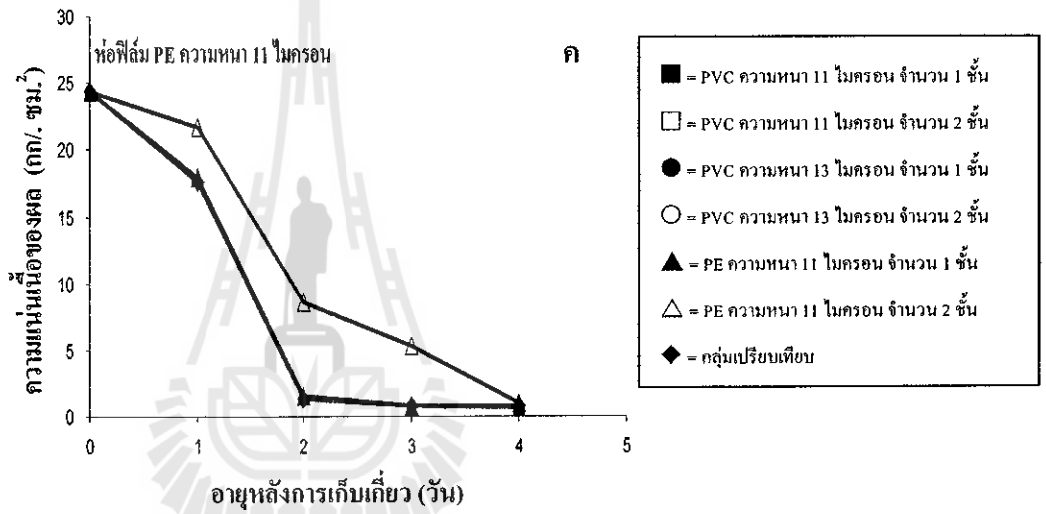 30
25
20
15
10
5
0
ความแน่นเนื้อของผล (กก/. ซม.²)
ห่อฟิล์ม PE ความหนา 11 ไมครอน
ค
0 1 2 3 4 5
อายุหลังการเก็บเกี่ยว (วัน)
■ = PVC ความหนา 11 ไมครอน จำนวน 1 ชั้น
□ = PVC ความหนา 11 ไมครอน จำนวน 2 ชั้น
● = PVC ความหนา 13 ไมครอน จำนวน 1 ชั้น
○ = PVC ความหนา 13 ไมครอน จำนวน 2 ชั้น
▲ = PE ความหนา 11 ไมครอน จำนวน 1 ชั้น
△ = PE ความหนา 11 ไมครอน จำนวน 2 ชั้น
◆ = กลุ่มเปรียบเทียบ